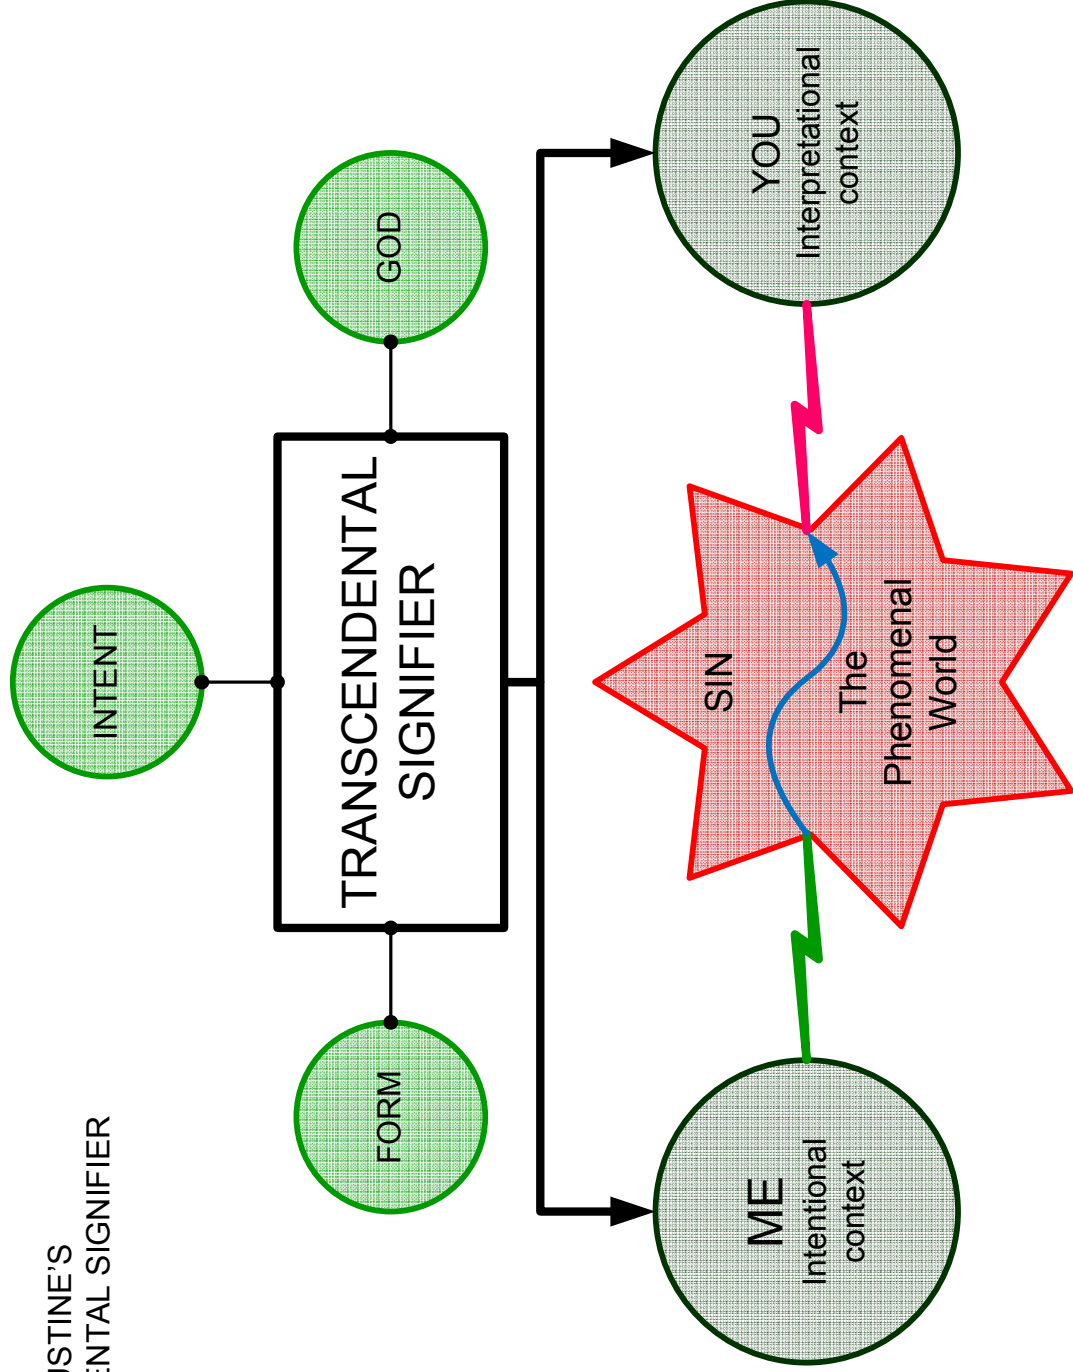 USTINE'S
ENTAL SIGNIFIER
INTENT
FORM
TRANSCENDENTAL
SIGNIFIER
GOD
ME
Intentional
context
SIN
The
Phenomenal
World
YOU
Interpretational
context